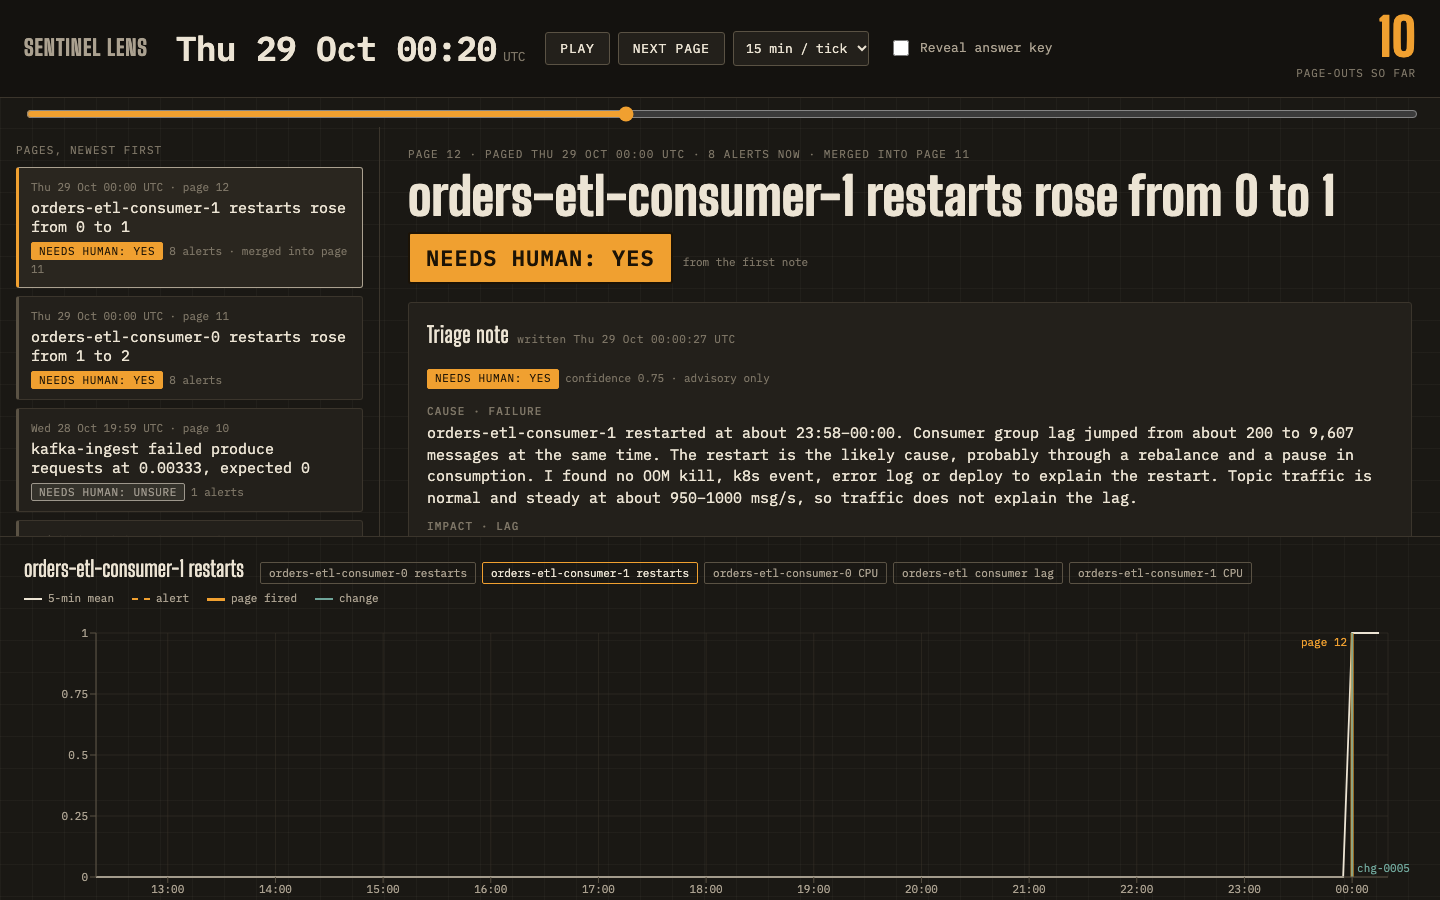 SENTINEL LENS
Thu 29 Oct 00:20 UTC
PLAY
NEXT PAGE
15 min / tick
Reveal answer key
10
PAGE-OUTS SO FAR
PAGES, NEWEST FIRST
Thu 29 Oct 00:00 UTC · page 12
orders-etl-consumer-1 restarts rose
from 0 to 1
NEEDS HUMAN: YES 8 alerts · merged into page
11
Thu 29 Oct 00:00 UTC · page 11
orders-etl-consumer-0 restarts rose
from 1 to 2
NEEDS HUMAN: YES 8 alerts
Wed 28 Oct 19:59 UTC · page 10
kafka-ingest failed produce
requests at 0.00333, expected 0
NEEDS HUMAN: UNSURE 1 alerts
PAGE 12 · PAGED THU 29 OCT 00:00 UTC · 8 ALERTS NOW · MERGED INTO PAGE 11
orders-etl-consumer-1 restarts rose from 0 to 1
NEEDS HUMAN: YES from the first note
Triage note written Thu 29 Oct 00:00:27 UTC
NEEDS HUMAN: YES confidence 0.75 · advisory only
CAUSE · FAILURE
orders-etl-consumer-1 restarted at about 23:58–00:00. Consumer group lag jumped from about 200 to 9,607
messages at the same time. The restart is the likely cause, probably through a rebalance and a pause in
consumption. I found no OOM kill, k8s event, error log or deploy to explain the restart. Topic traffic is
normal and steady at about 950–1000 msg/s, so traffic does not explain the lag.
IMPACT · LAG
orders-etl-consumer-1 restarts
orders-etl-consumer-0 restarts
orders-etl-consumer-1 restarts
orders-etl-consumer-0 CPU
orders-etl consumer lag
orders-etl-consumer-1 CPU
5-min mean
alert
page fired
change
1
0.75
0.5
0.25
0
page 12
chg-0005
13:00
14:00
15:00
16:00
17:00
18:00
19:00
20:00
21:00
22:00
23:00
00:00